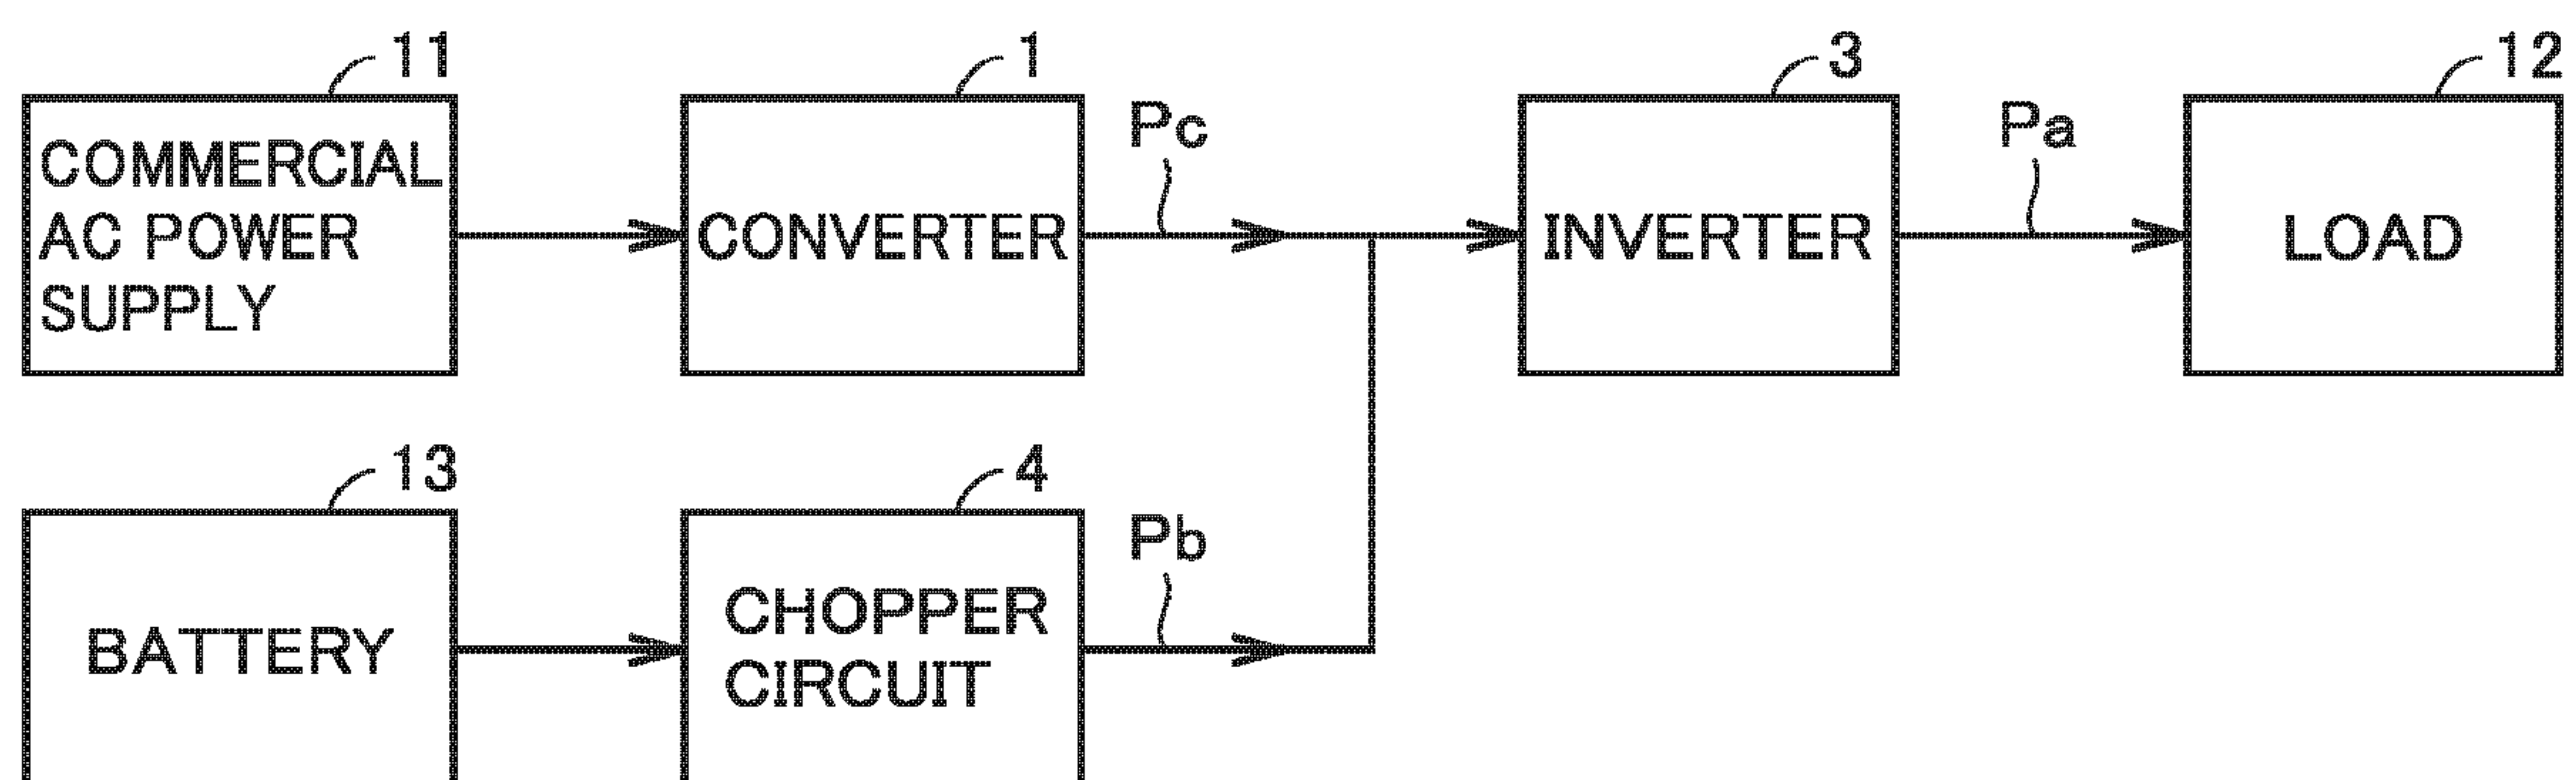 11
1
3
12
COMMERCIAL
AC POWER
SUPPLY
CONVERTER
Pc
INVERTER
Pa
LOAD
13
4
BATTERY
CHOPPER
CIRCUIT
Pb